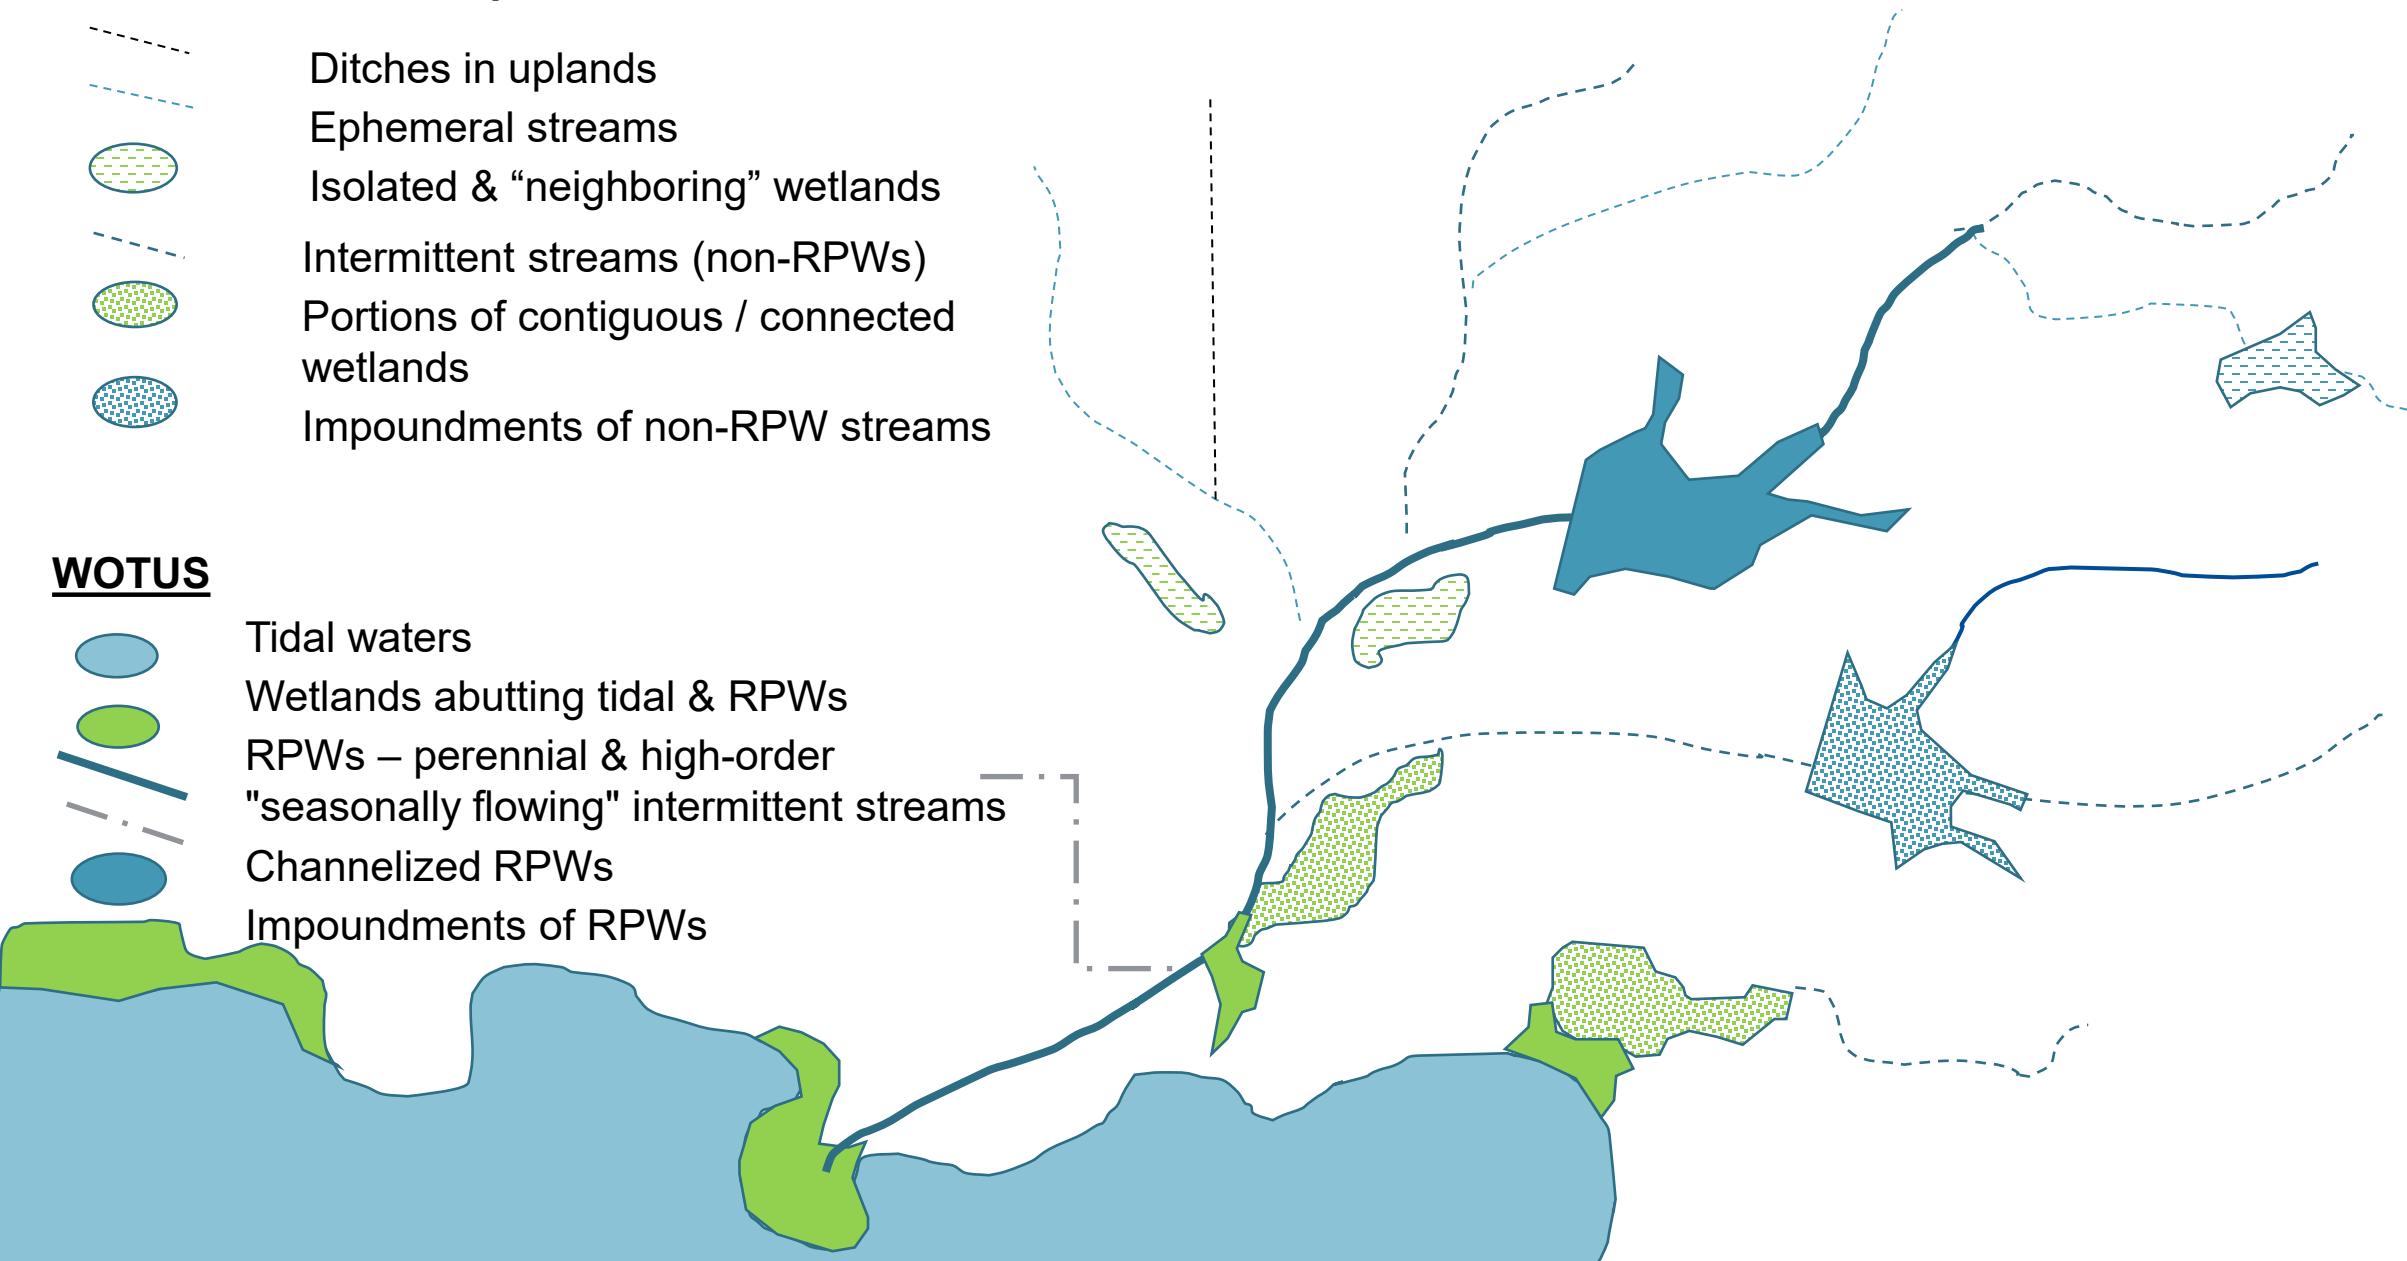 Ditches in uplands
Ephemeral streams
Isolated & “neighboring” wetlands
Intermittent streams (non-RPWs)
Portions of contiguous / connected
wetlands
Impoundments of non-RPW streams
WOTUS
Tidal waters
Wetlands abutting tidal & RPWs
RPWs – perennial & high-order
"seasonally flowing" intermittent streams
Channelized RPWs
Impoundments of RPWs